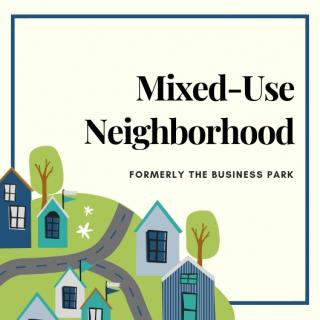 Mixed-Use
Neighborhood
FORMERLY THE BUSINESS PARK